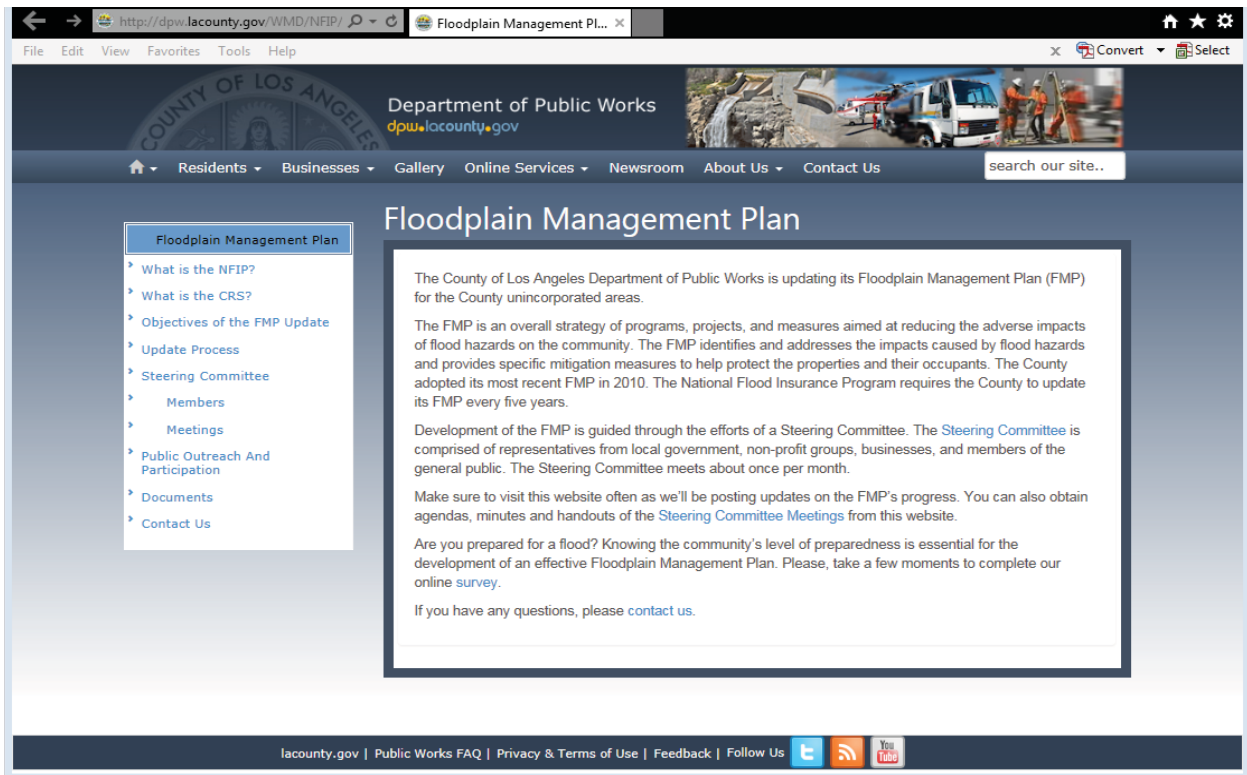 http://dpw.lacounty.gov/WMD/NFIP/
Floodplain Management Pl...
File Edit View Favorites Tools Help
x Convert Select
COUNTY OF LOS ANGELES
Department of Public Works
dpw.lacounty.gov
Residents Businesses Gallery Online Services Newsroom About Us Contact Us
search our site..
Floodplain Management Plan
What is the NFIP?
What is the CRS?
Objectives of the FMP Update
Update Process
Steering Committee
Members
Meetings
Public Outreach And
Participation
Documents
Contact Us
Floodplain Management Plan
The County of Los Angeles Department of Public Works is updating its Floodplain Management Plan (FMP)
for the County unincorporated areas.
The FMP is an overall strategy of programs, projects, and measures aimed at reducing the adverse impacts
of flood hazards on the community. The FMP identifies and addresses the impacts caused by flood hazards
and provides specific mitigation measures to help protect the properties and their occupants. The County
adopted its most recent FMP in 2010. The National Flood Insurance Program requires the County to update
its FMP every five years.
Development of the FMP is guided through the efforts of a Steering Committee. The Steering Committee is
comprised of representatives from local government, non-profit groups, businesses, and members of the
general public. The Steering Committee meets about once per month.
Make sure to visit this website often as we'll be posting updates on the FMP's progress. You can also obtain
agendas, minutes and handouts of the Steering Committee Meetings from this website.
Are you prepared for a flood? Knowing the community's level of preparedness is essential for the
development of an effective Floodplain Management Plan. Please, take a few moments to complete our
online survey.
If you have any questions, please contact us.
lacounty.gov | Public Works FAQ | Privacy & Terms of Use | Feedback | Follow Us
You
Tube